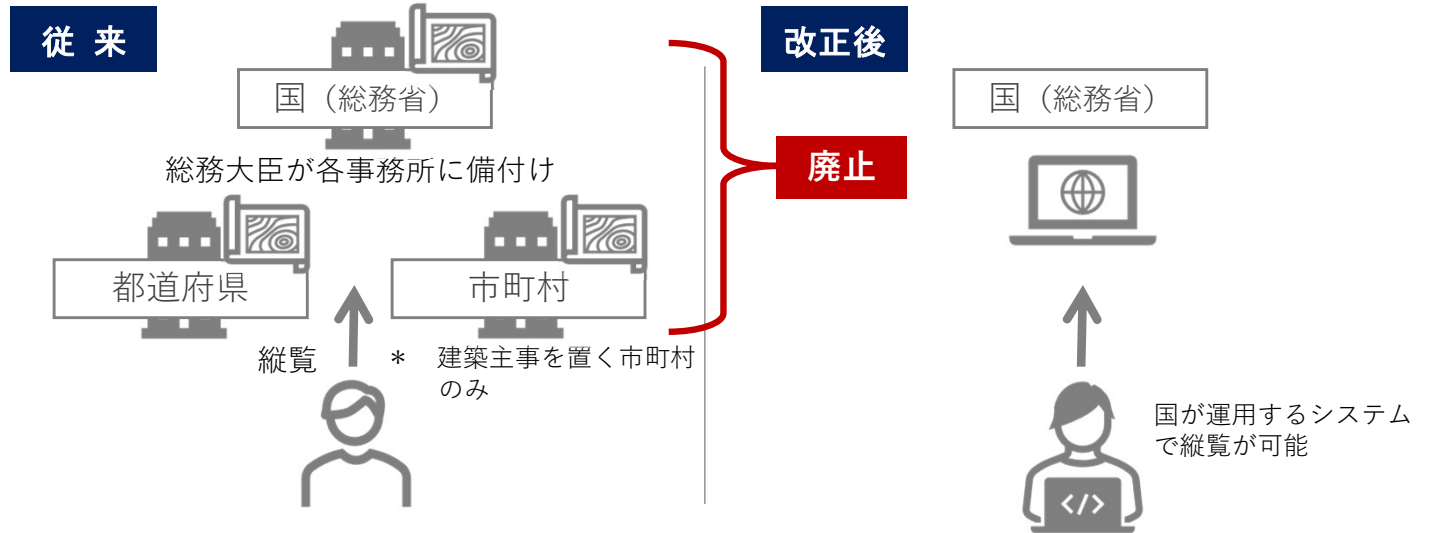 従 来
国（総務省）
総務大臣が各事務所に備付け
都道府県
市町村
縦覧
* 建築主事を置く市町村
のみ
廃止
改正後
国（総務省）
国が運用するシステム
で縦覧が可能
</>